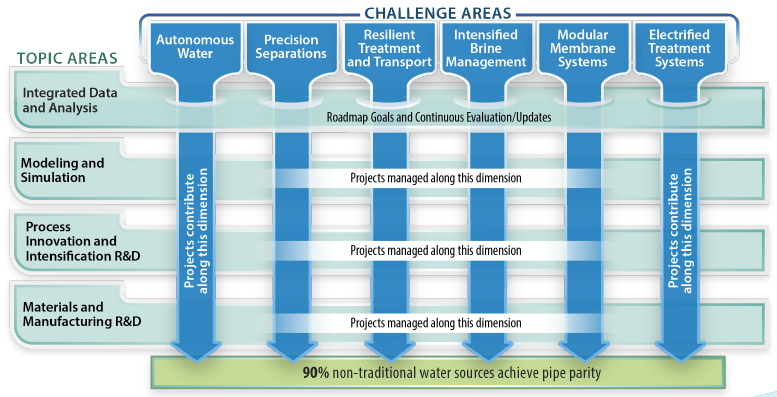 CHALLENGE AREAS
TOPIC AREAS
Autonomous
Water
Precision
Separations
Resilient
Treatment
and Transport
Intensified
Brine
Management
Modular
Membrane
Systems
Electrified
Treatment
Systems
Integrated Data
and Analysis
Roadmap Goals and Continuous Evaluation/Updates
Modeling and
Simulation
Projects managed along this dimension
Process
Innovation and
Intensification R&D
Projects managed along this dimension
Materials and
Manufacturing R&D
Projects managed along this dimension
Projects contribute
along this dimension
Projects contribute
along this dimension
90% non-traditional water sources achieve pipe parity